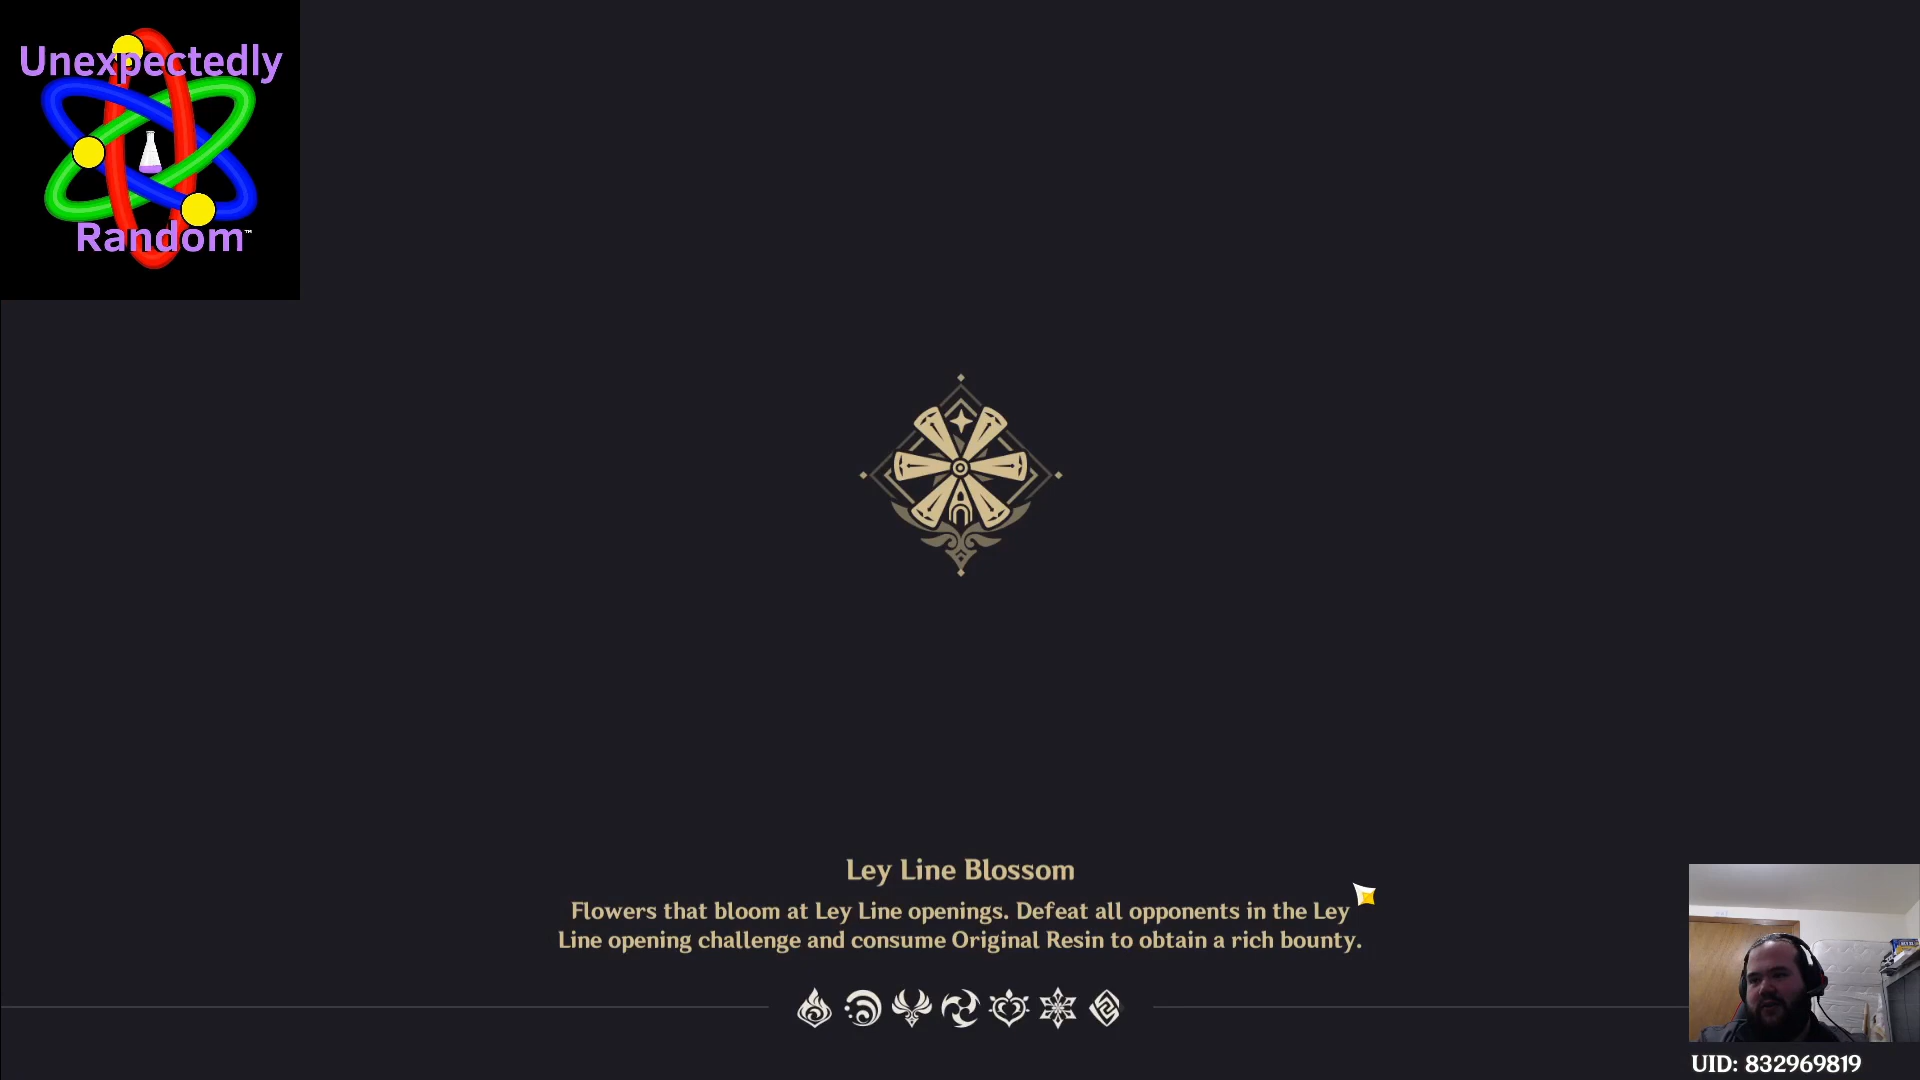 Unexpectedly
Random™
Ley Line Blossom
Flowers that bloom at Ley Line openings. Defeat all opponents in the Ley
Line opening challenge and consume Original Resin to obtain a rich bounty.
UID: 832969819